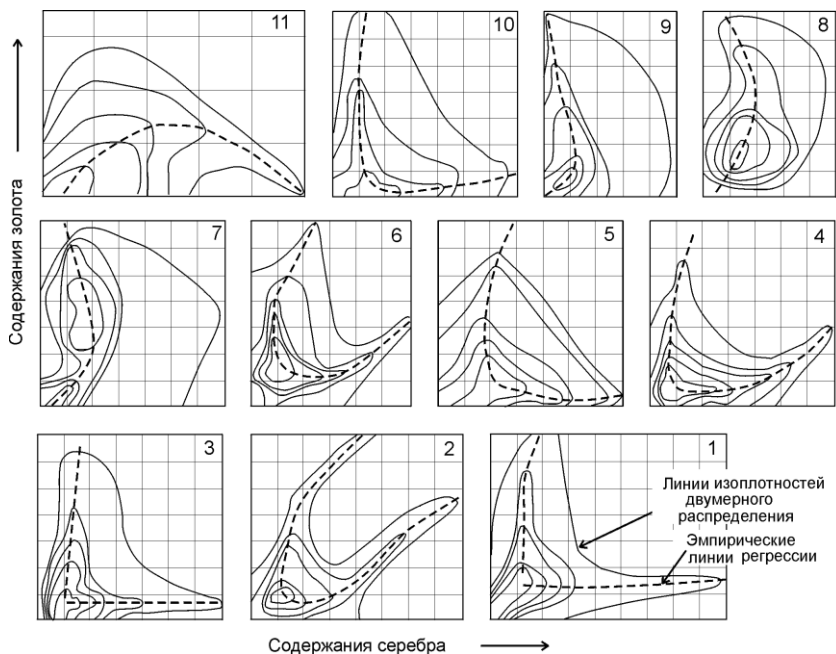 11
10
9
8
Содержания золота
7
6
5
4
3
2
1
Линии изоплотностей
двумерного
распределения
Эмпирические
линии регрессии
Содержания серебра